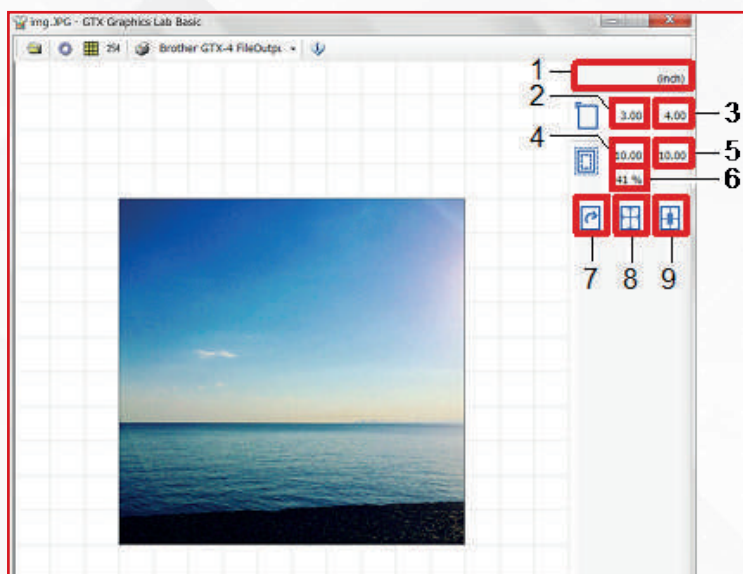 img.JPG - GTX Graphics Lab Basic
254 Brother GTX-4 FileOutpu
1 (inch)
2 3.00 4.00 3
4 10.00 10.00 5
41 % 6
7 8 9